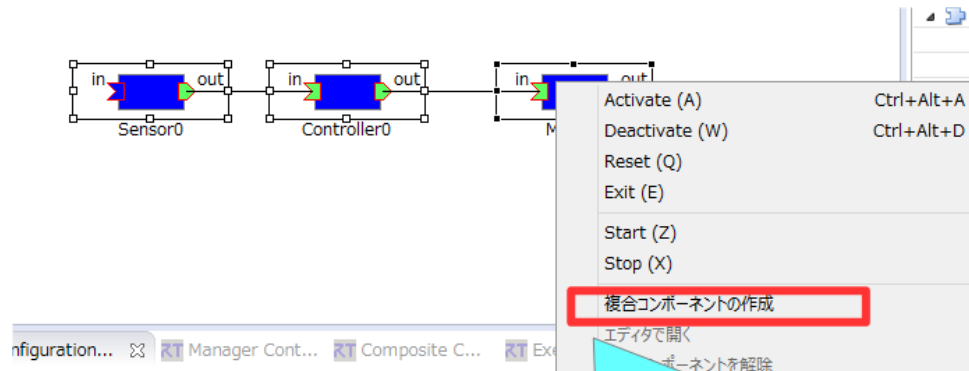 in out in out in out
Sensor0 Controller0 M
Activate (A) Ctrl+Alt+A
Deactivate (W) Ctrl+Alt+D
Reset (Q)
Exit (E)
Start (Z)
Stop (X)
複合コンポーネントの作成
エディタで開く
ポーネントを解除
nfiguration... RT Manager Cont... RT Composite C... RT Exe